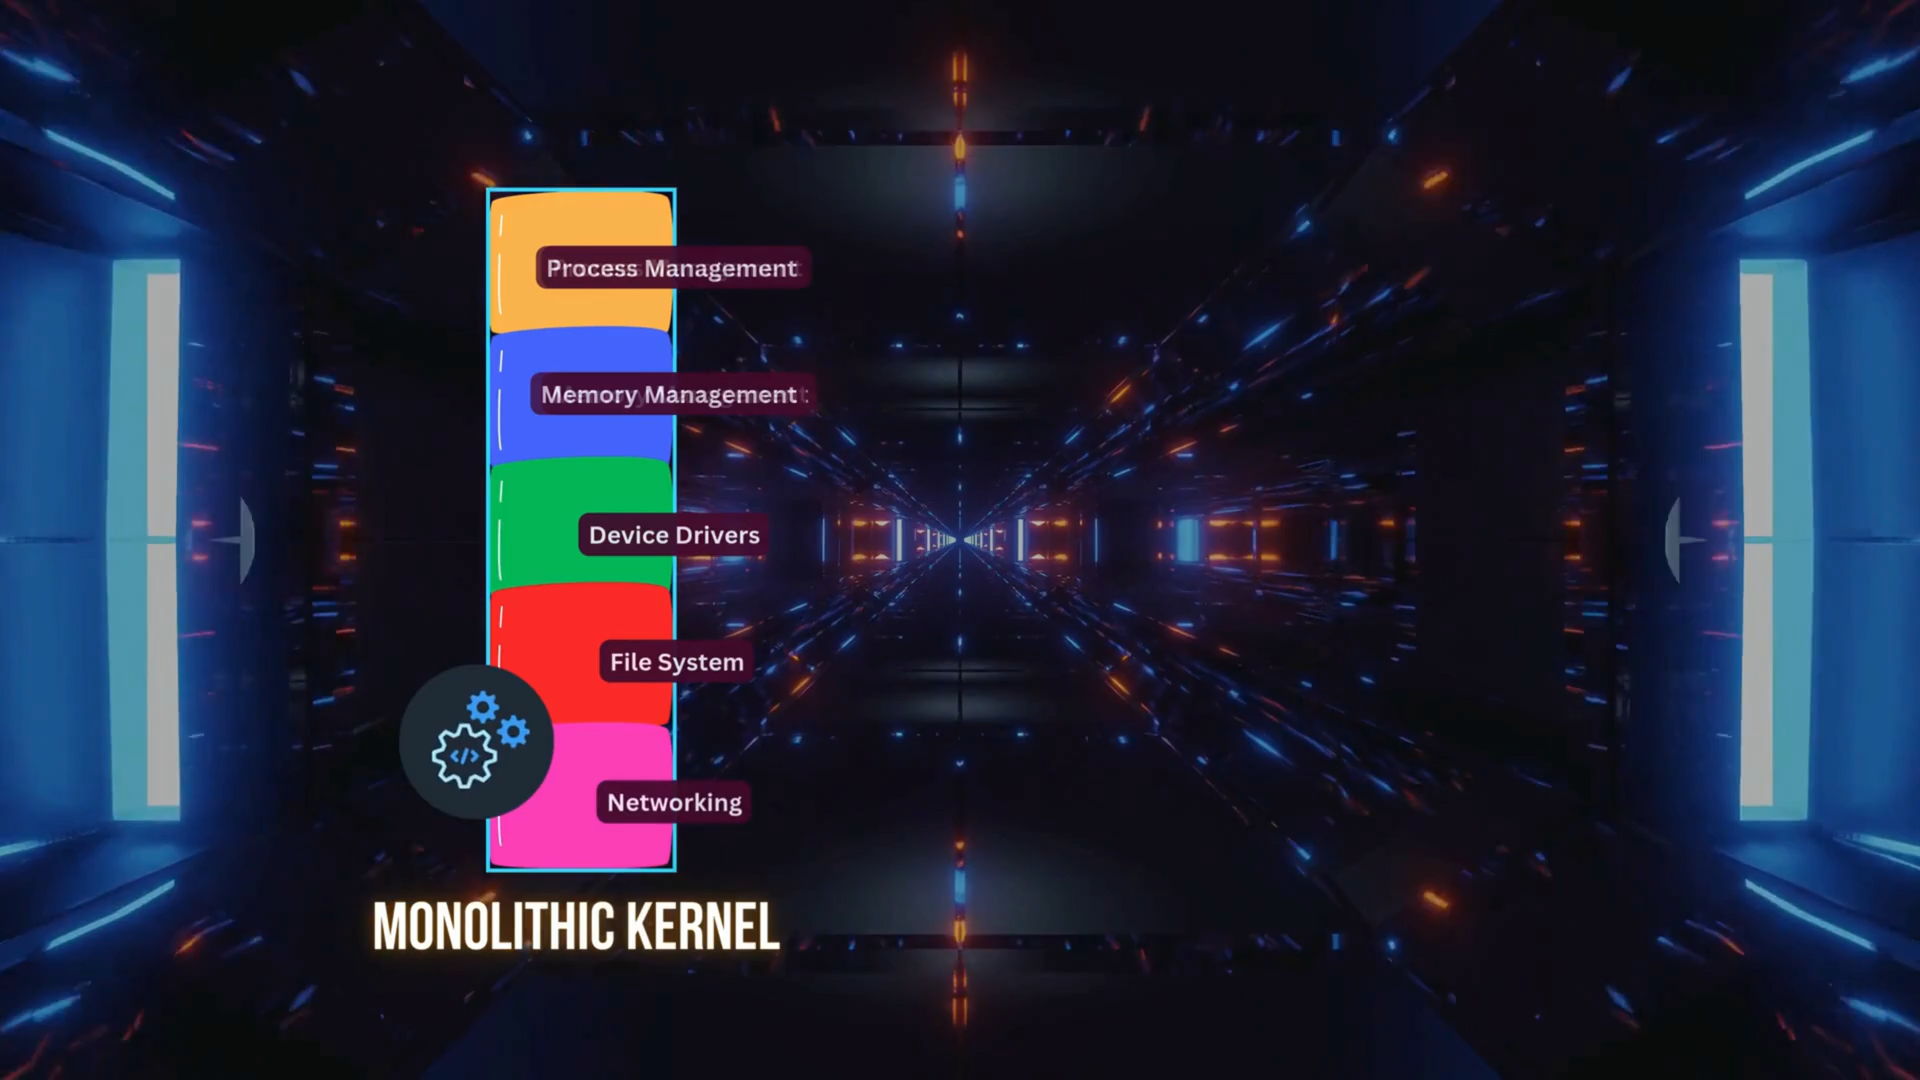 Process Management
Memory Management
Device Drivers
File System
</>
Networking
MONOLITHIC KERNEL